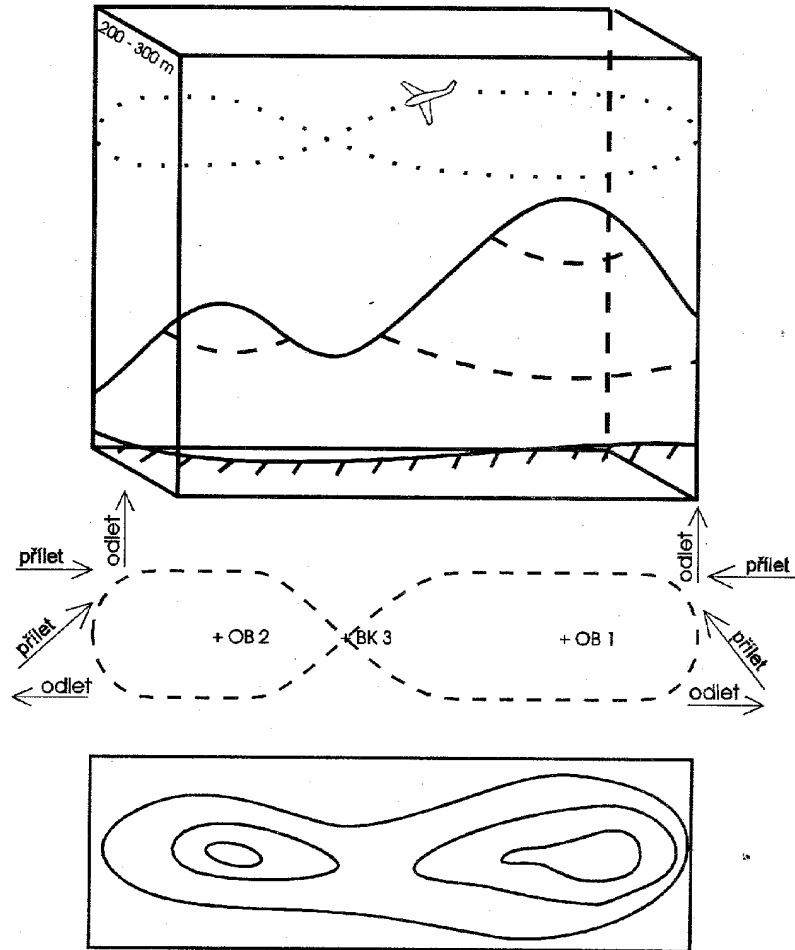 200 - 300 m
odlet
odlet
přílet
přílet
přílet
+ OB 2
+ BK 3
+ OB 1
přílet
odlet
odlet